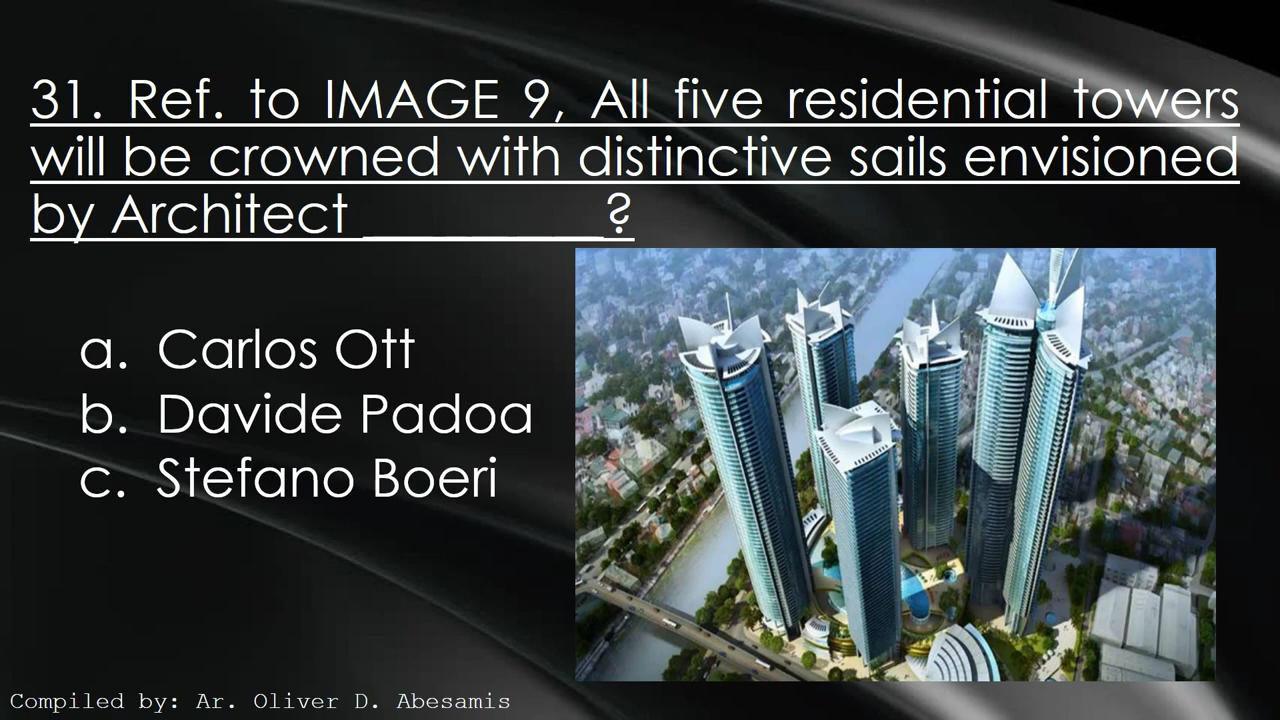 31. Ref. to IMAGE 9, All five residential towers
will be crowned with distinctive sails envisioned
by Architect _________?
a. Carlos Ott
b. Davide Padoa
c. Stefano Boeri
Compiled by: Ar. Oliver D. Abesamis